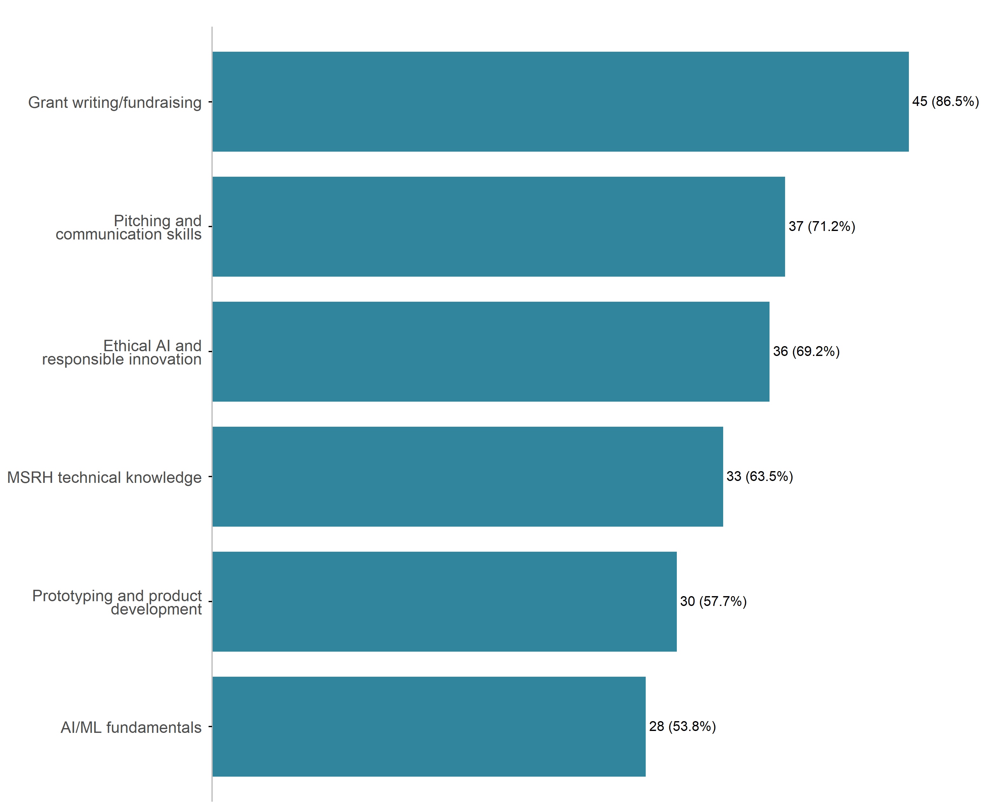 Grant writing/fundraising
45 (86.5%)
Pitching and
communication skills
37 (71.2%)
Ethical AI and
responsible innovation
36 (69.2%)
MSRH technical knowledge
33 (63.5%)
Prototyping and product
development
30 (57.7%)
AI/ML fundamentals
28 (53.8%)